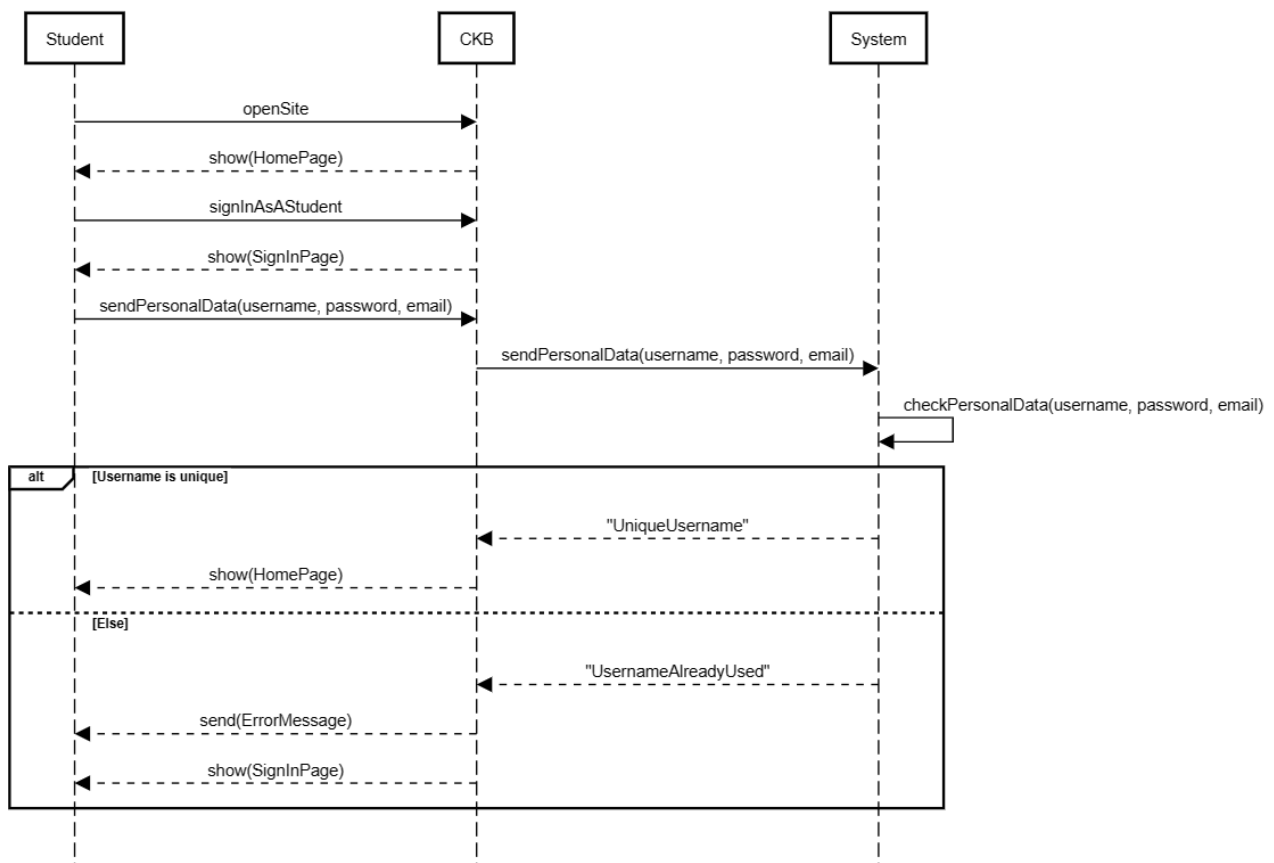 Student
CKB
System
openSite
show(HomePage)
signInAsAStudent
show(SignInPage)
sendPersonalData(username, password, email)
sendPersonalData(username, password, email)
checkPersonalData(username, password, email)
alt
[Username is unique]
"UniqueUsername"
show(HomePage)
[Else]
"UsernameAlreadyUsed"
send(ErrorMessage)
show(SignInPage)